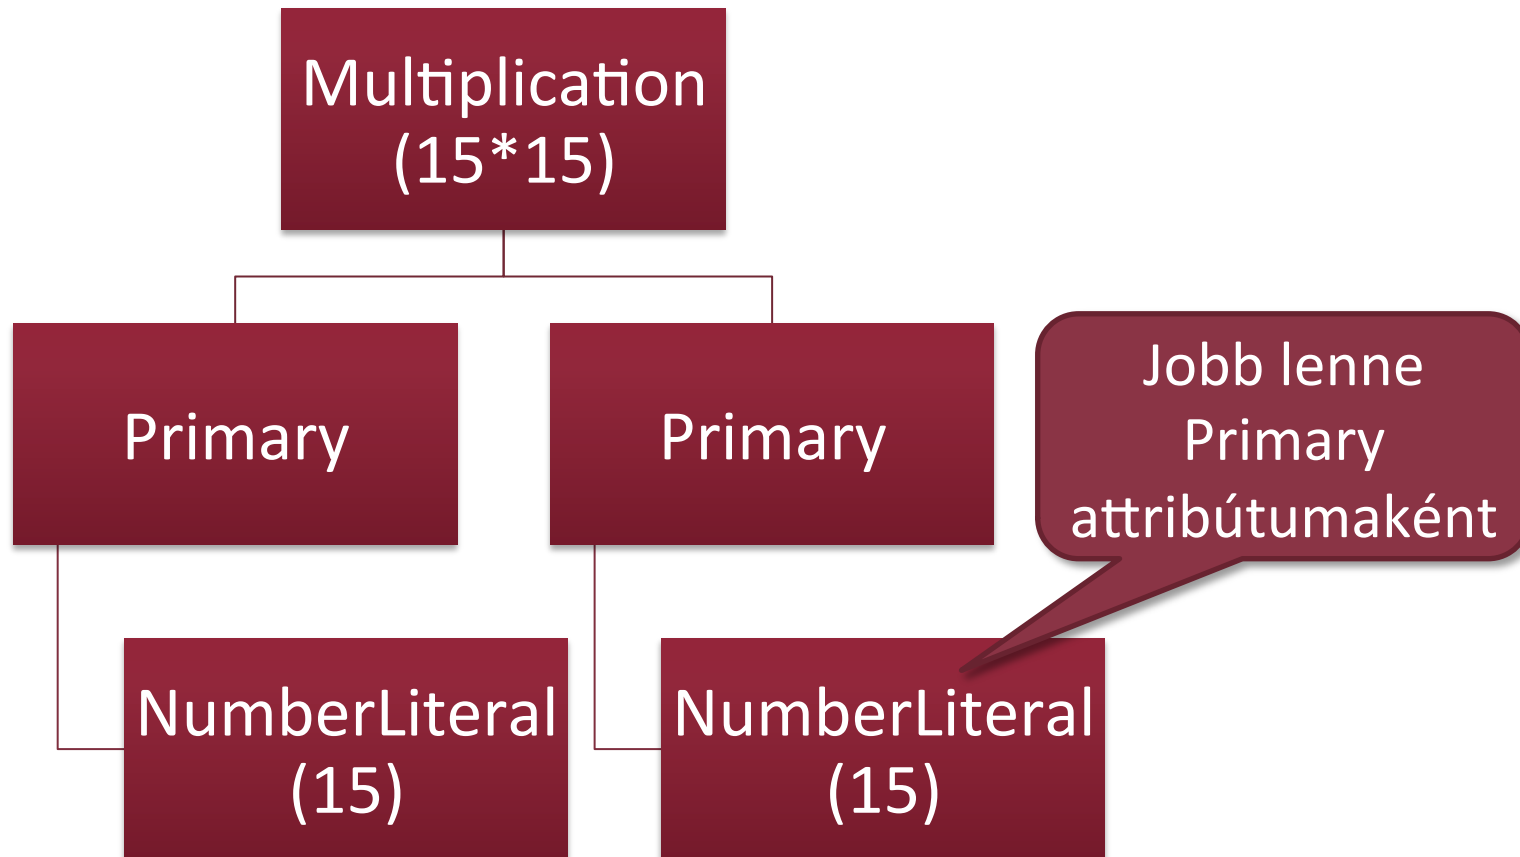 Multiplication
(15*15)
Primary
Primary
Jobb lenne
Primary
attribútumaként
NumberLiteral
(15)
NumberLiteral
(15)